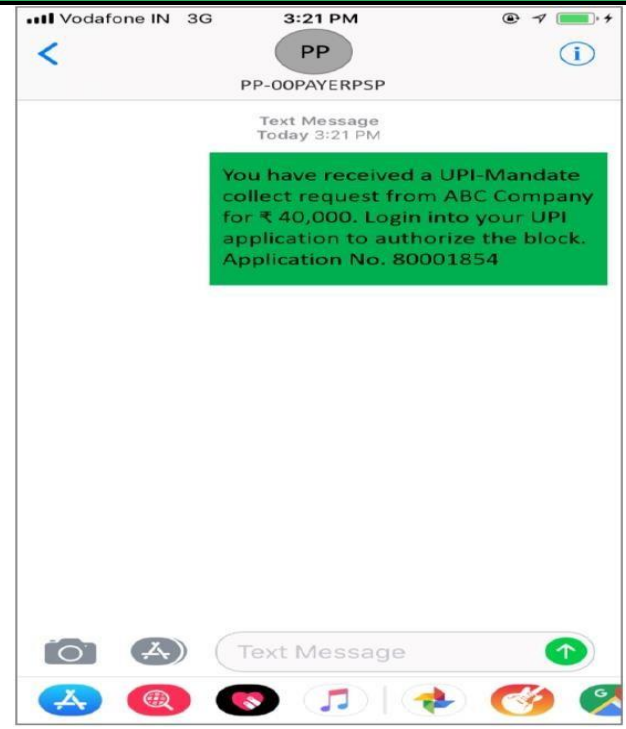 Vodafone IN 3G 3:21 PM
PP
PP-OOPAYERPSP
Text Message
Today 3:21 PM
You have received a UPI-Mandate
collect request from ABC Company
for ₹ 40,000. Login into your UPI
application to authorize the block.
Application No. 80001854
Text Message
G